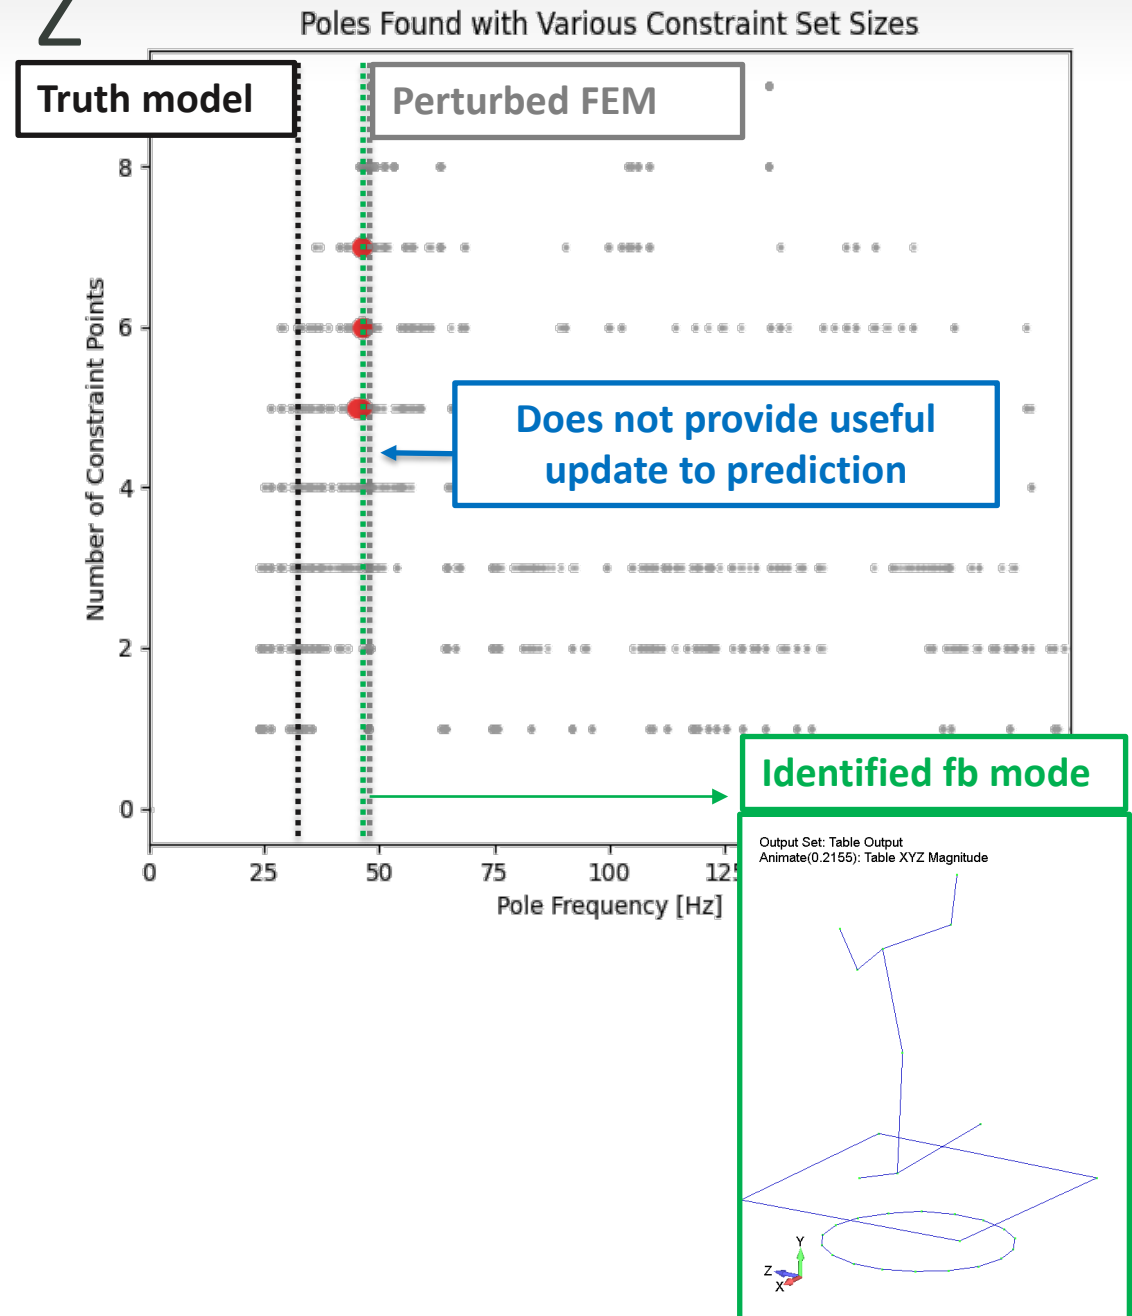 Z
Poles Found with Various Constraint Set Sizes
Truth model
Perturbed FEM
8
6
4
2
0
Number of Constraint Points
Does not provide useful
update to prediction
Identified fb mode
0
25
50
75
100
Pole Frequency [Hz]
Output Set: Table Output
Animate(0.2155): Table XYZ Magnitude
Y
Z
X